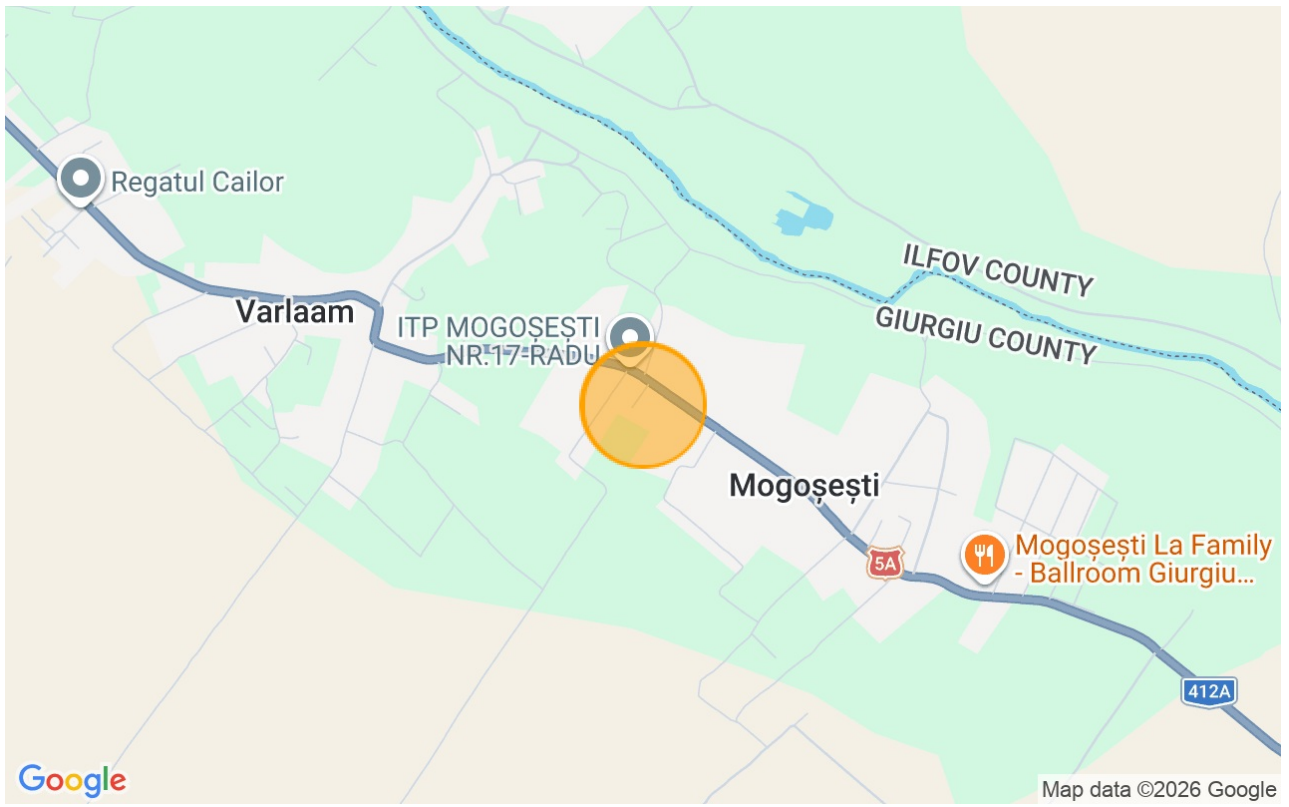 Regatul Cailor
ILFOV COUNTY
Varlaam
ITP MOGOȘEȘTI
NR.17-RADU
GIURGIU COUNTY
Mogoșești
5A
Mogoșești La Family
- Ballroom Giurgiu...
412A
Google
Map data ©2026 Google